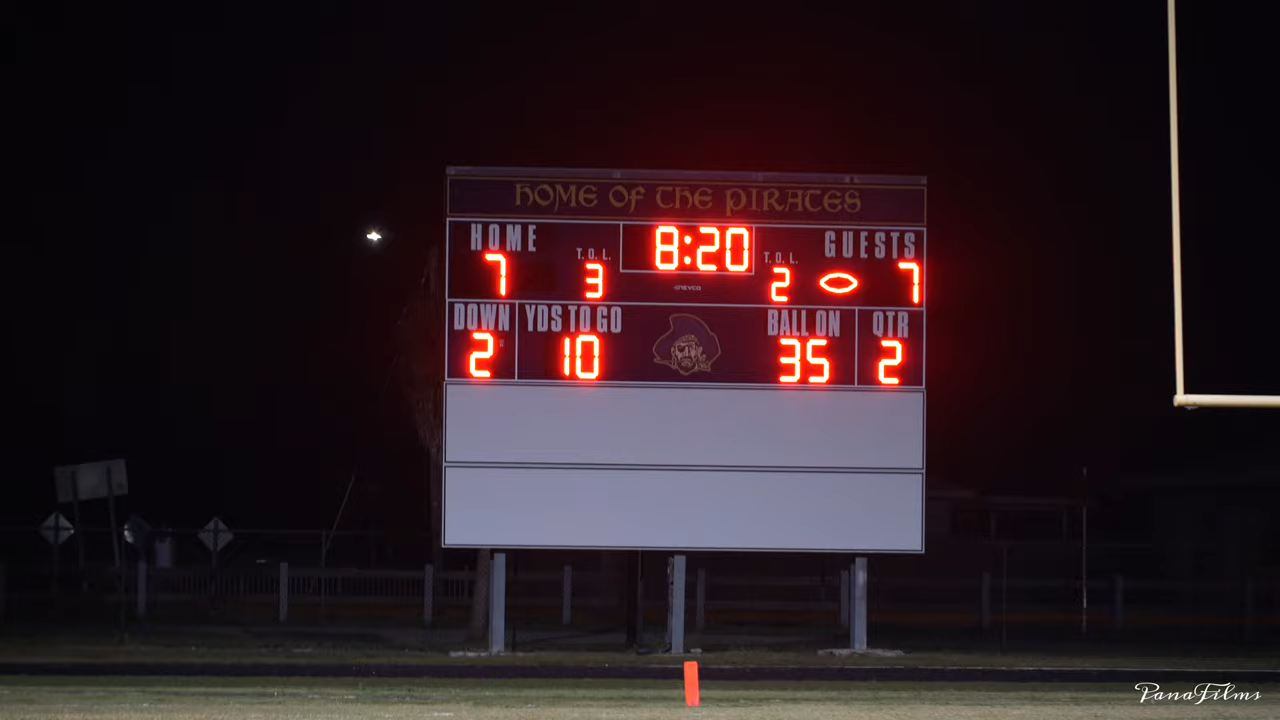 HOME OF THE PIRATES
HOME T. O. L. 8:20 T. O. L. GUESTS
7 3 2 7
NEVCO
DOWN YDS TO GO BALL ON QTR
2 10 35 2
PanaFilms